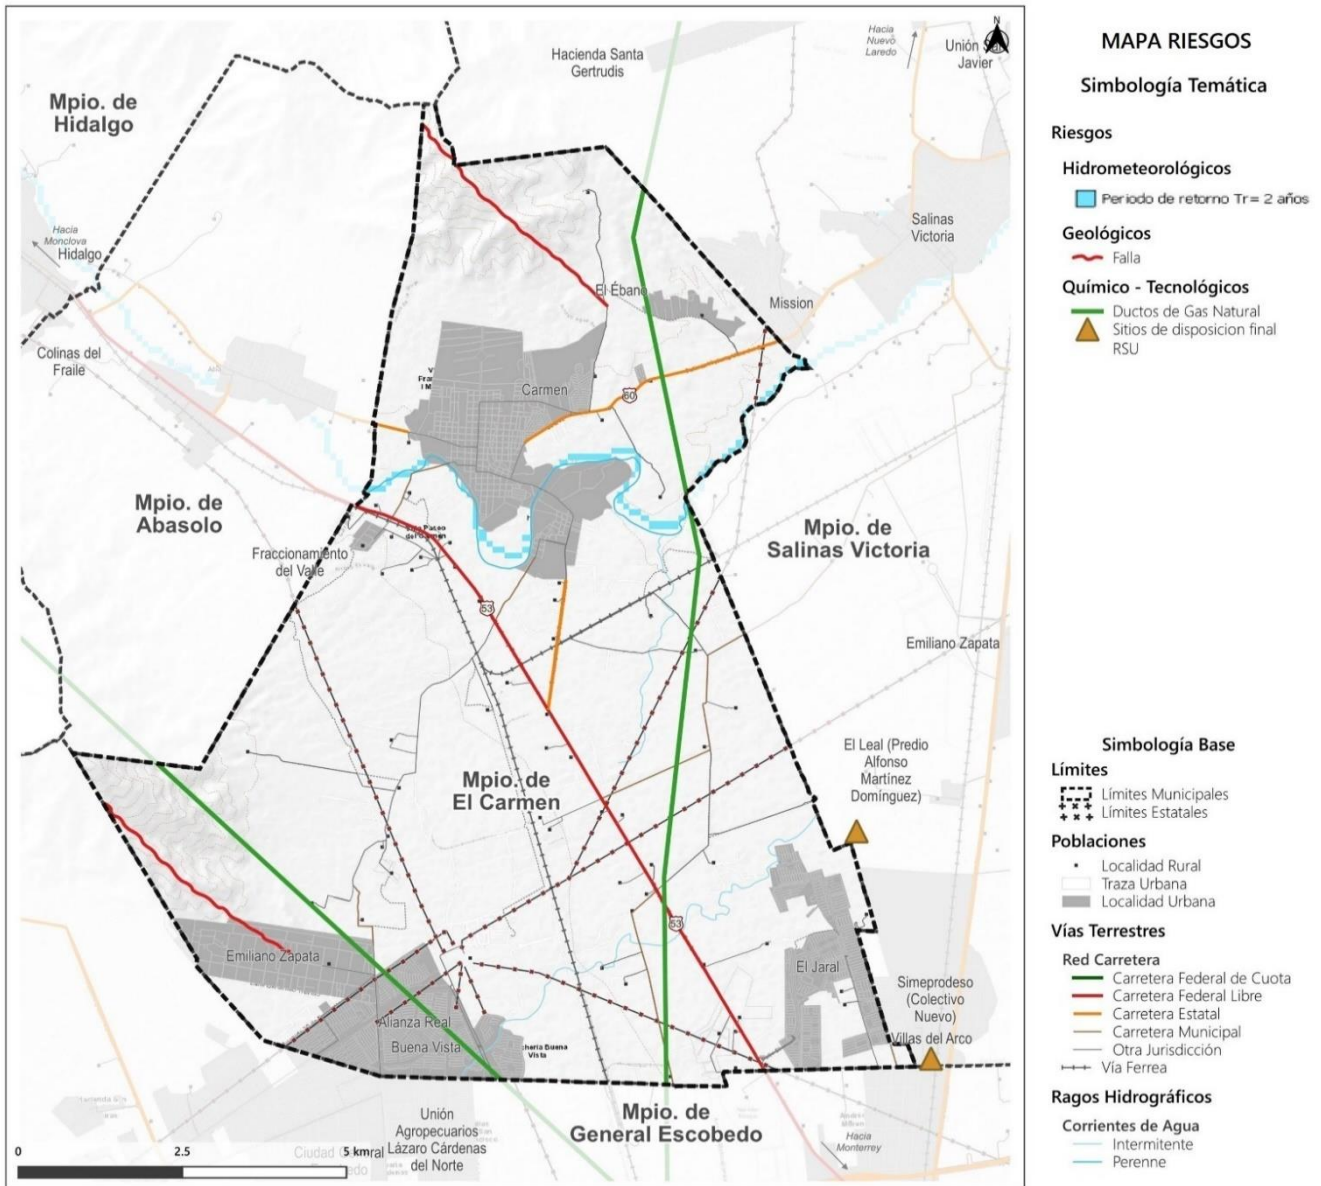 Mpio. de
Hidalgo
Hacienda Santa
Gertrudis
Hacia
Nuevo
Laredo
N
Unión San
Javier
Hacia
Monclova
Hidalgo
Salinas
Victoria
El Ébano
Mission
Colinas del
Fraile
Carmen
60
Mpio. de
Abasolo
Mpio. de
Salinas Victoria
Fraccionamiento
del Valle
53
Emiliano Zapata
Mpio. de
El Carmen
El Leal (Predio
Alfonso
Martínez
Domínguez)
53
Emiliano Zapata
El Jaral
Simeprodeso
(Colectivo
Nuevo)
Villas del Arco
Alianza Real
Buena Vista
Buena
Vista
Unión
Agropecuarios
Lázaro Cárdenas
del Norte
Mpio. de
General Escobedo
Hacia
Monterrey
0 2.5 5 km
MAPA RIESGOS
Simbología Temática
Riesgos
Hidrometeorológicos
Periodo de retorno Tr= 2 años
Geológicos
Falla
Químico - Tecnológicos
Ductos de Gas Natural
Sitios de disposicion final
RSU
Simbología Base
Límites
Límites Municipales
Límites Estatales
Poblaciones
Localidad Rural
Traza Urbana
Localidad Urbana
Vías Terrestres
Red Carretera
Carretera Federal de Cuota
Carretera Federal Libre
Carretera Estatal
Carretera Municipal
Otra Jurisdicción
Vía Ferrea
Ragos Hidrográficos
Corrientes de Agua
Intermitente
Perenne